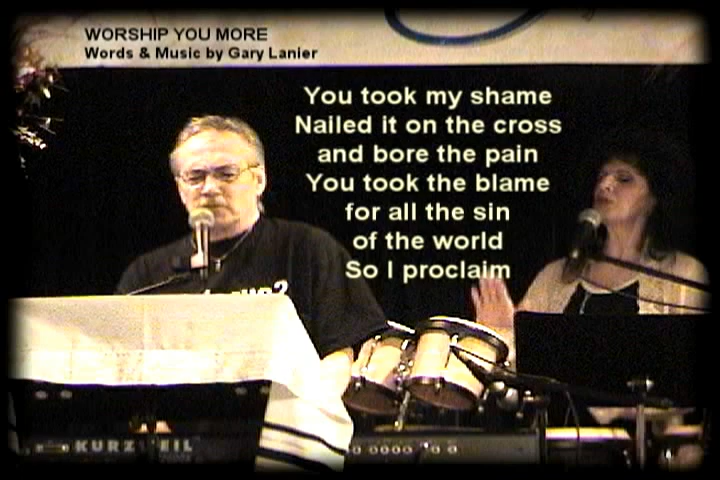 WORSHIP YOU MORE
Words & Music by Gary Lanier
You took my shame
Nailed it on the cross
and bore the pain
You took the blame
for all the sin
of the world
So I proclaim
KURZWEIL